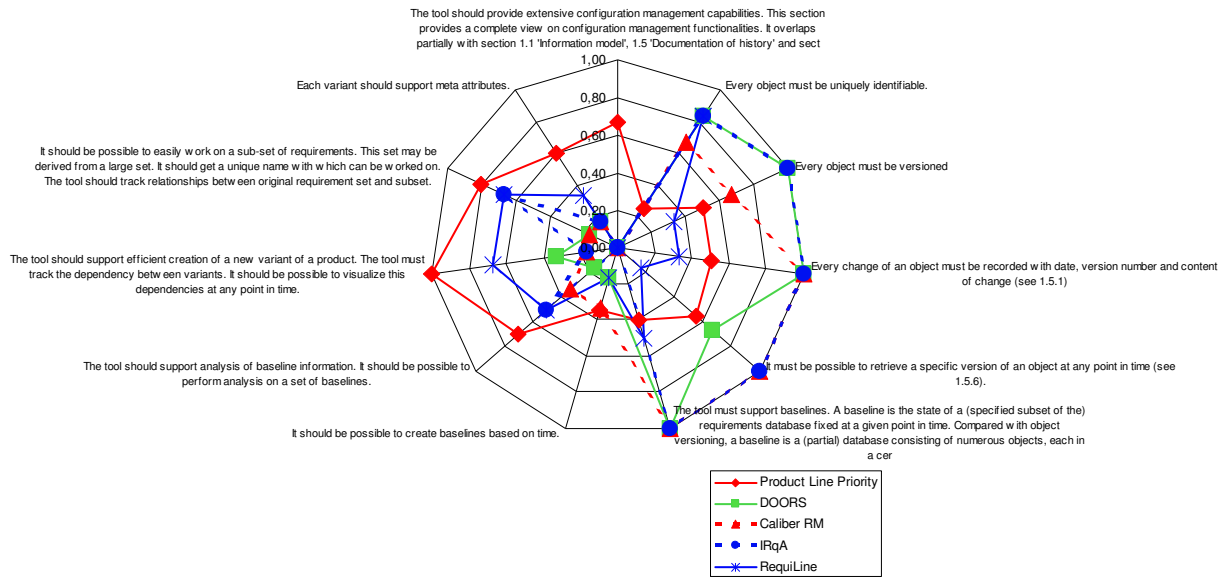 The tool should provide extensive configuration management capabilities. This section
provides a complete view on configuration management functionalities. It overlaps
partially with section 1.1 'Information model', 1.5 'Documentation of history' and sect
1,00
Each variant should support meta attributes.
Every object must be uniquely identifiable.
0,80
0,60
It should be possible to easily work on a sub-set of requirements. This set may be
derived from a large set. It should get a unique name with which can be worked on.
The tool should track relationships between original requirement set and subset.
Every object must be versioned
0,40
0,20
0,00
The tool should support efficient creation of a new variant of a product. The tool must
track the dependency between variants. It should be possible to visualize this
dependencies at any point in time.
Every change of an object must be recorded with date, version number and content
of change (see 1.5.1)
The tool should support analysis of baseline information. It should be possible to
perform analysis on a set of baselines.
It must be possible to retrieve a specific version of an object at any point in time (see
1.5.6).
It should be possible to create baselines based on time.
The tool must support baselines. A baseline is the state of a (specified subset of the)
requirements database fixed at a given point in time. Compared with object
versioning, a baseline is a (partial) database consisting of numerous objects, each in
a cer
Product Line Priority
DOORS
Caliber RM
IRqA
RequiLine